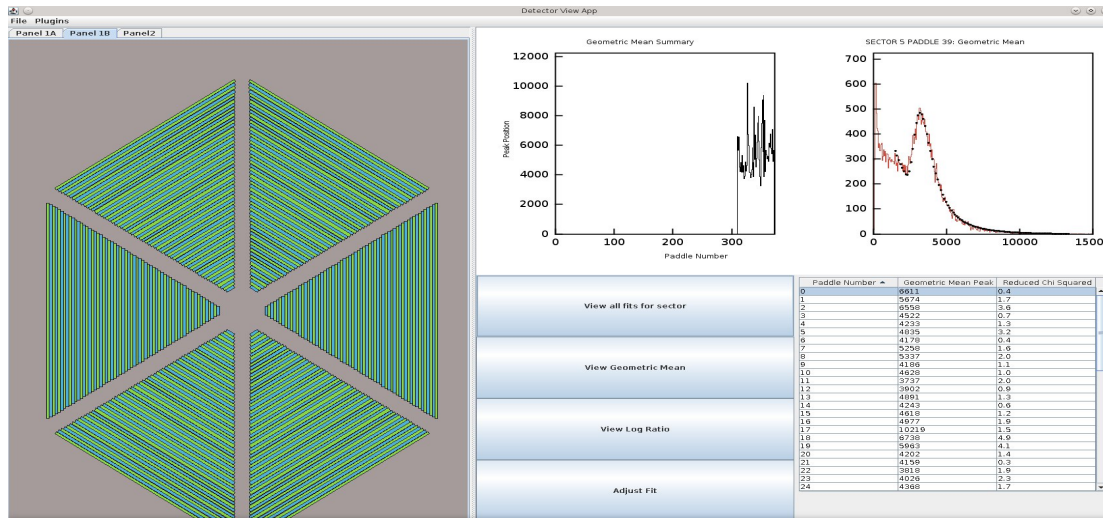 Detector View App
File Plugins
Panel 1A Panel 1B Panel2
Geometric Mean Summary
12000
10000
8000
6000
4000
2000
0
Peak Position
0 100 200 300
Paddle Number
SECTOR 5 PADDLE 39: Geometric Mean
700
600
500
400
300
200
100
0
0 5000 10000 1500
View all fits for sector
View Geometric Mean
View Log Ratio
Adjust Fit
Paddle Number Geometric Mean Peak Reduced Chi Squared
0 6611 0.4
1 5674 1.7
2 6558 3.6
3 4522 0.7
4 4233 1.3
5 4835 3.2
6 4178 0.4
7 5258 1.6
8 5337 2.0
9 4186 1.1
10 4628 1.0
11 3737 2.0
12 3902 0.9
13 4891 1.3
14 4243 0.6
15 4618 1.2
16 4977 1.9
17 10219 1.5
18 6738 4.9
19 5963 4.1
20 4202 1.4
21 4159 0.3
22 3818 1.9
23 4026 2.3
24 4368 1.7